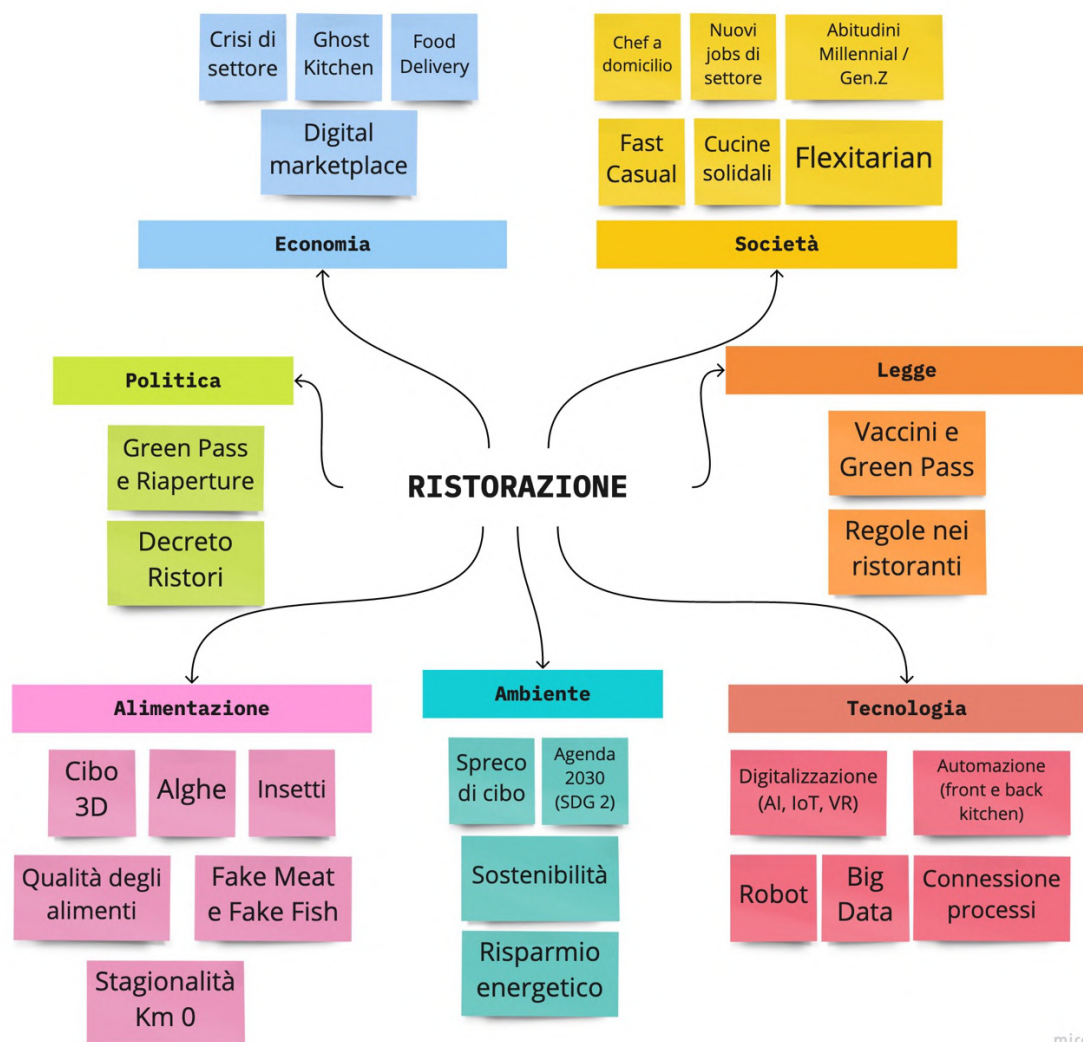 Crisi di
settore
Ghost
Kitchen
Food
Delivery
Digital
marketplace
Economia
Chef a
domicilio
Nuovi
jobs di
settore
Abitudini
Millennial /
Gen.Z
Fast
Casual
Cucine
solidali
Flexitarian
Società
Politica
Green Pass
e Riaperture
Decreto
Ristori
RISTORAZIONE
Legge
Vaccini e
Green Pass
Regole nei
ristoranti
Alimentazione
Cibo
3D
Alghe
Insetti
Qualità degli
alimenti
Fake Meat
e Fake Fish
Stagionalità
Km 0
Ambiente
Spreco
di cibo
Agenda
2030
(SDG 2)
Sostenibilità
Risparmio
energetico
Tecnologia
Digitalizzazione
(AI, IoT, VR)
Automazione
(front e back
kitchen)
Robot
Big
Data
Connessione
processi